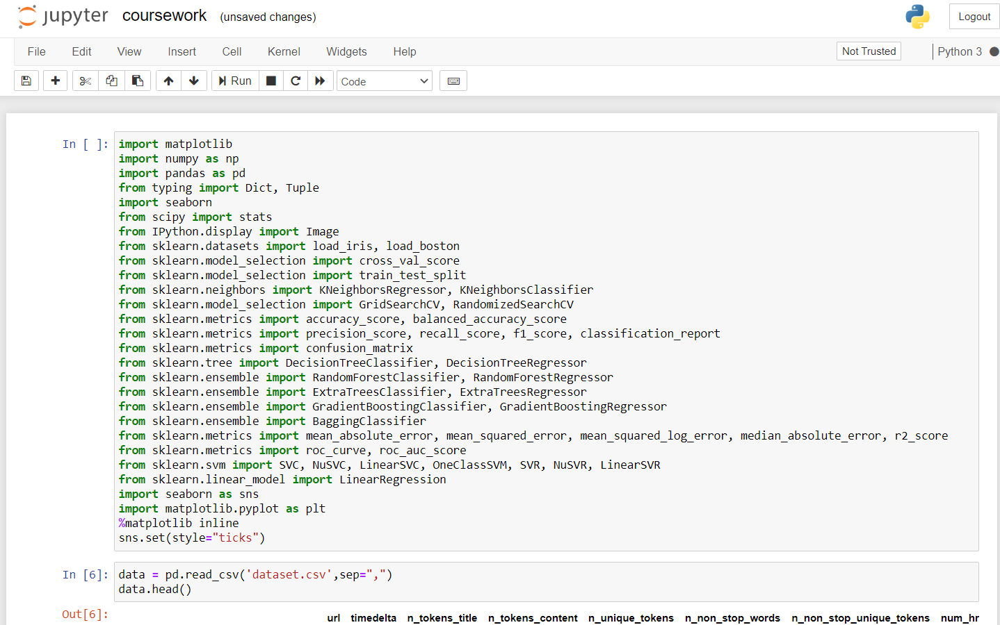 jupyter coursework (unsaved changes) Logout
File Edit View Insert Cell Kernel Widgets Help Not Trusted Python 3
Run Code
In [ ]: import matplotlib
import numpy as np
import pandas as pd
from typing import Dict, Tuple
import seaborn
from scipy import stats
from IPython.display import Image
from sklearn.datasets import load_iris, load_boston
from sklearn.model_selection import cross_val_score
from sklearn.model_selection import train_test_split
from sklearn.neighbors import KNeighborsRegressor, KNeighborsClassifier
from sklearn.model_selection import GridSearchCV, RandomizedSearchCV
from sklearn.metrics import accuracy_score, balanced_accuracy_score
from sklearn.metrics import precision_score, recall_score, f1_score, classification_report
from sklearn.metrics import confusion_matrix
from sklearn.tree import DecisionTreeClassifier, DecisionTreeRegressor
from sklearn.ensemble import RandomForestClassifier, RandomForestRegressor
from sklearn.ensemble import ExtraTreesClassifier, ExtraTreesRegressor
from sklearn.ensemble import GradientBoostingClassifier, GradientBoostingRegressor
from sklearn.ensemble import BaggingClassifier
from sklearn.metrics import mean_absolute_error, mean_squared_error, mean_squared_log_error, median_absolute_error, r2_score
from sklearn.metrics import roc_curve, roc_auc_score
from sklearn.svm import SVC, NuSVC, LinearSVC, OneClassSVM, SVR, NuSVR, LinearSVR
from sklearn.linear_model import LinearRegression
import seaborn as sns
import matplotlib.pyplot as plt
%matplotlib inline
sns.set(style="ticks")
In [6]: data = pd.read_csv('dataset.csv',sep=",")
data.head()
Out[6]:
url timedelta n_tokens_title n_tokens_content n_unique_tokens n_non_stop_words n_non_stop_unique_tokens num_hr